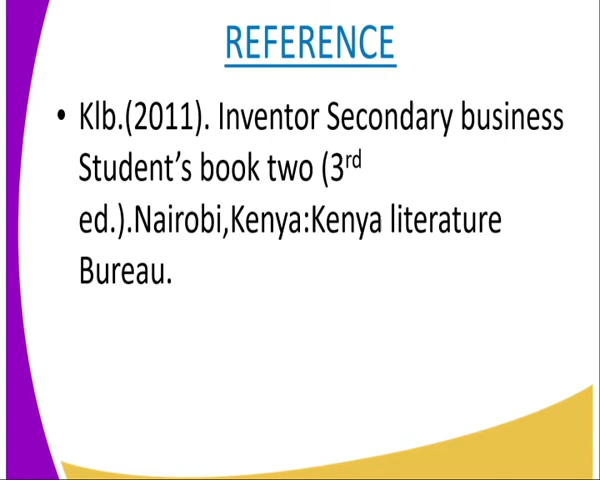 REFERENCE
• Klb.(2011). Inventor Secondary business
Student’s book two (3rd
ed.).Nairobi,Kenya:Kenya literature
Bureau.